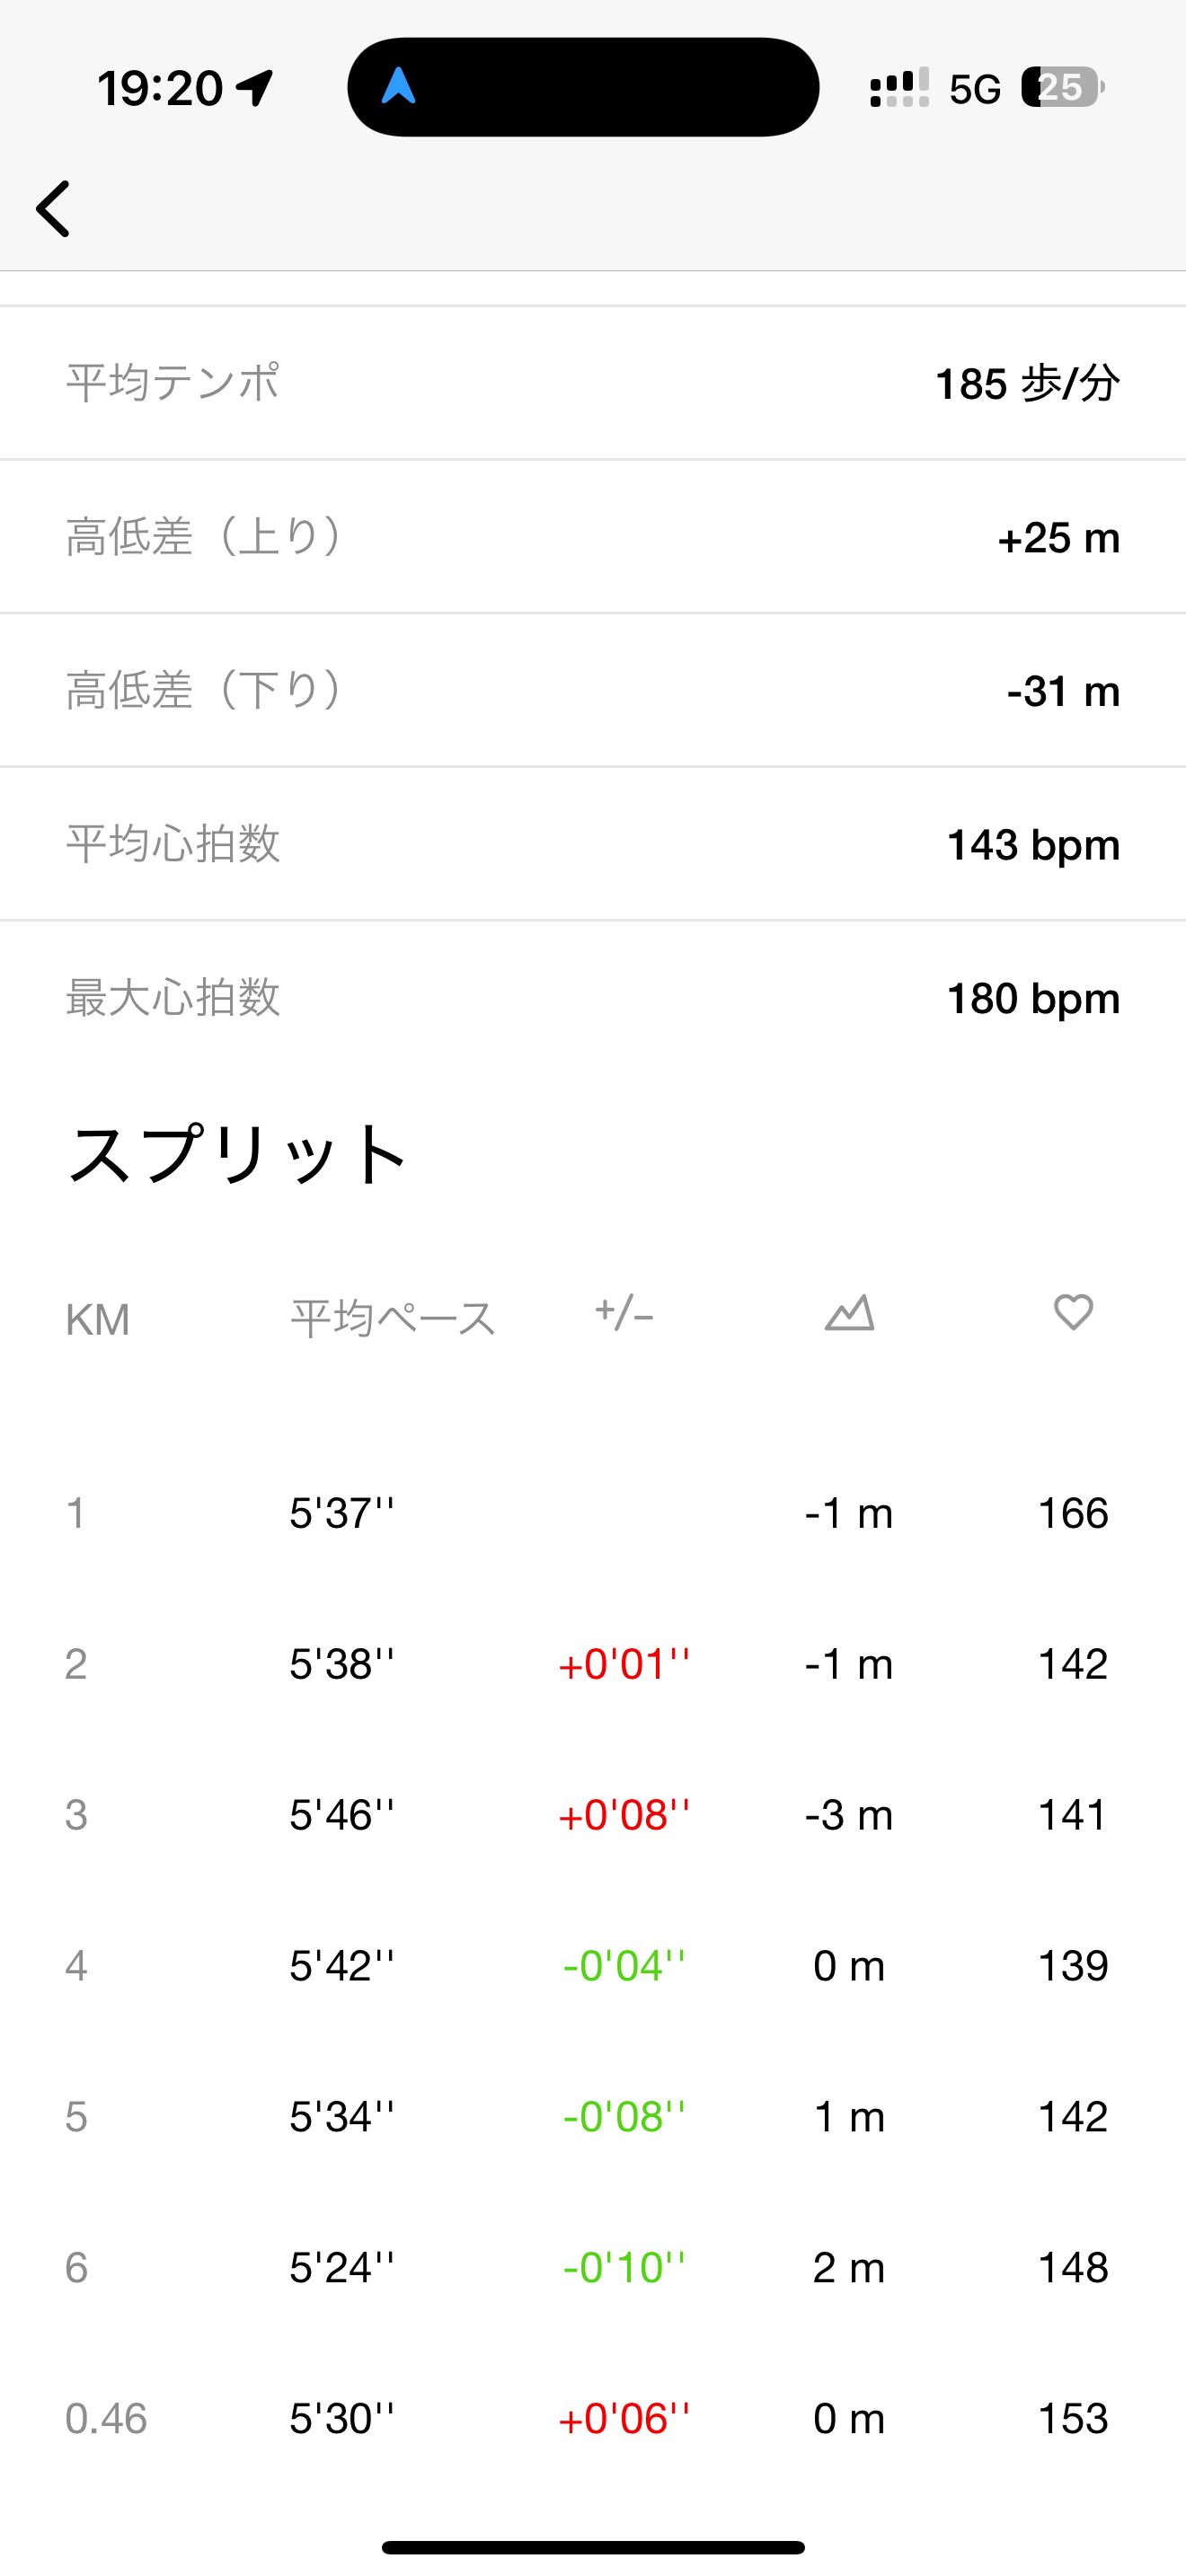 19:20 5G 25
平均テンポ 185 歩/分
高低差（上り） +25 m
高低差（下り） -31 m
平均心拍数 143 bpm
最大心拍数 180 bpm
スプリット
KM 平均ペース +/-
1 5'37'' -1 m 166
2 5'38'' +0'01'' -1 m 142
3 5'46'' +0'08'' -3 m 141
4 5'42'' -0'04'' 0 m 139
5 5'34'' -0'08'' 1 m 142
6 5'24'' -0'10'' 2 m 148
0.46 5'30'' +0'06'' 0 m 153